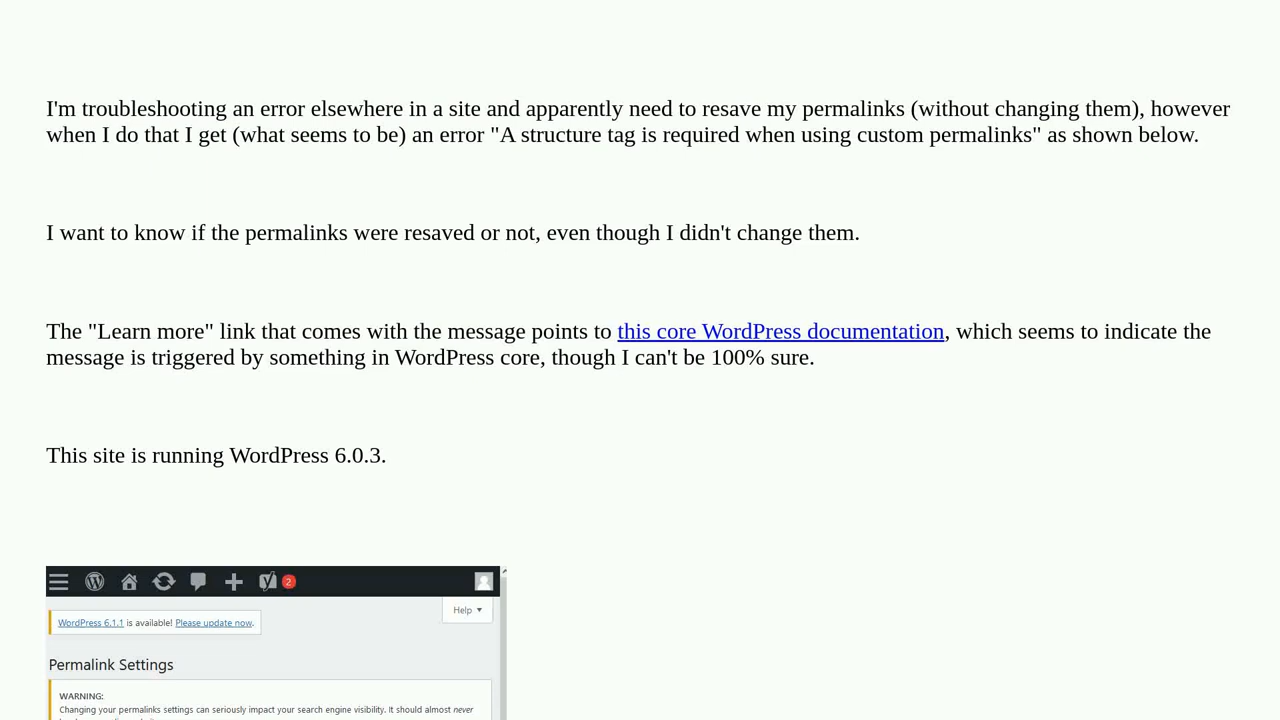 I'm troubleshooting an error elsewhere in a site and apparently need to resave my permalinks (without changing them), however
when I do that I get (what seems to be) an error "A structure tag is required when using custom permalinks" as shown below.
I want to know if the permalinks were resaved or not, even though I didn't change them.
The "Learn more" link that comes with the message points to this core WordPress documentation, which seems to indicate the
message is triggered by something in WordPress core, though I can't be 100% sure.
This site is running WordPress 6.0.3.
2
Help
WordPress 6.1.1 is available! Please update now.
Permalink Settings
WARNING:
Changing your permalinks settings can seriously impact your search engine visibility. It should almost never